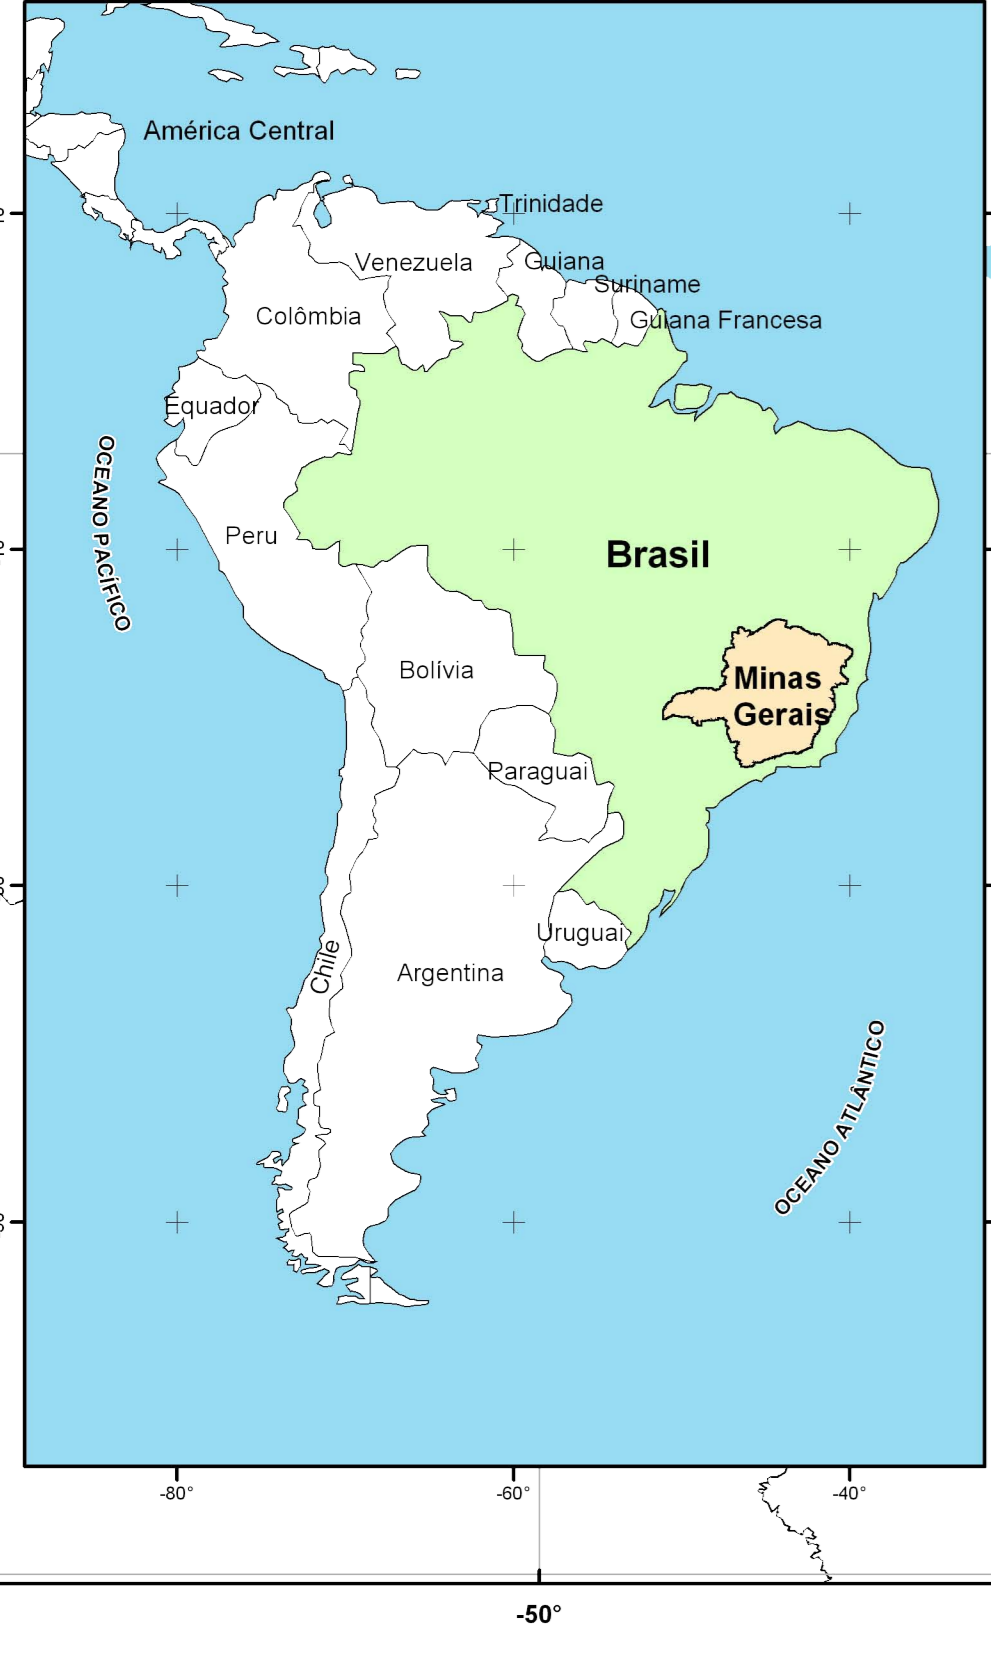 América Central
Trinidade
Venezuela
Guiana
Suriname
Colômbia
Guiana Francesa
Equador
OCEANO PACÍFICO
Peru
Brasil
Bolívia
Minas
Gerais
Paraguai
Uruguai
Chile
Argentina
OCEANO ATLÂNTICO
-80°
-60°
-40°
-50°